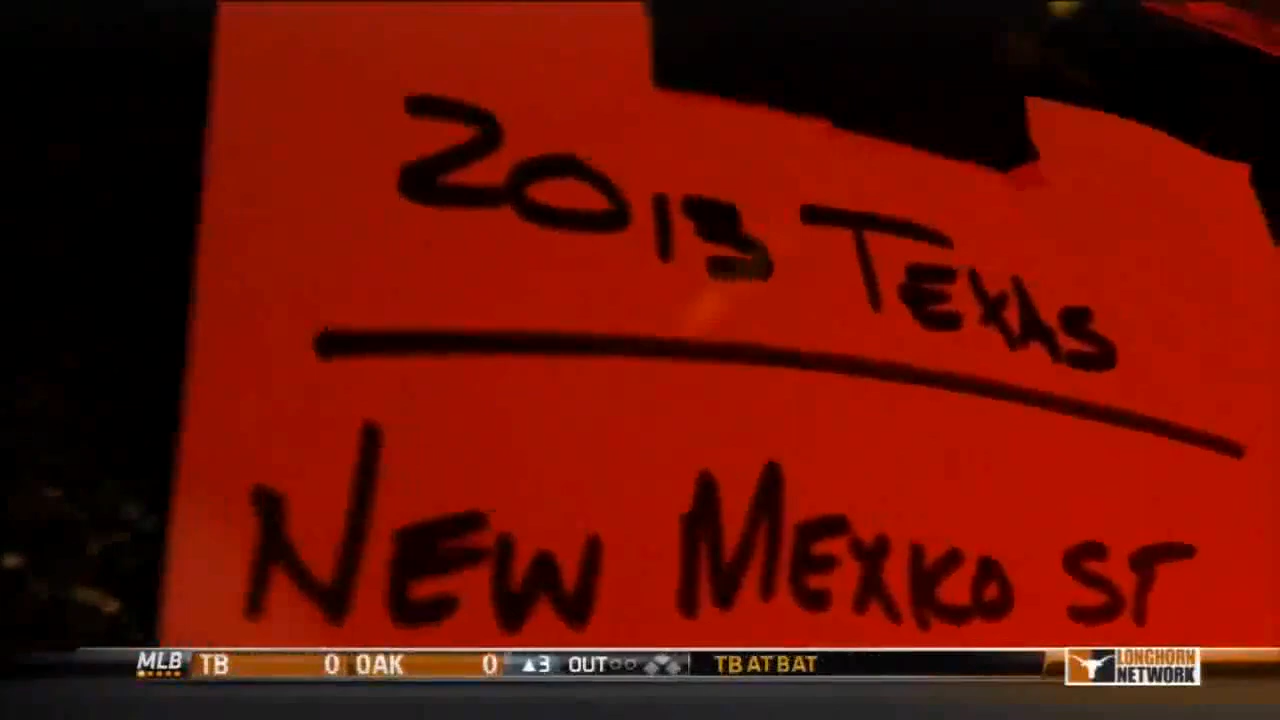 2013 TEXAS
NEW MEXICO ST
MLB TB 0 OAK 0 ▲3 OUT TB AT BAT
LONGHORN
NETWORK